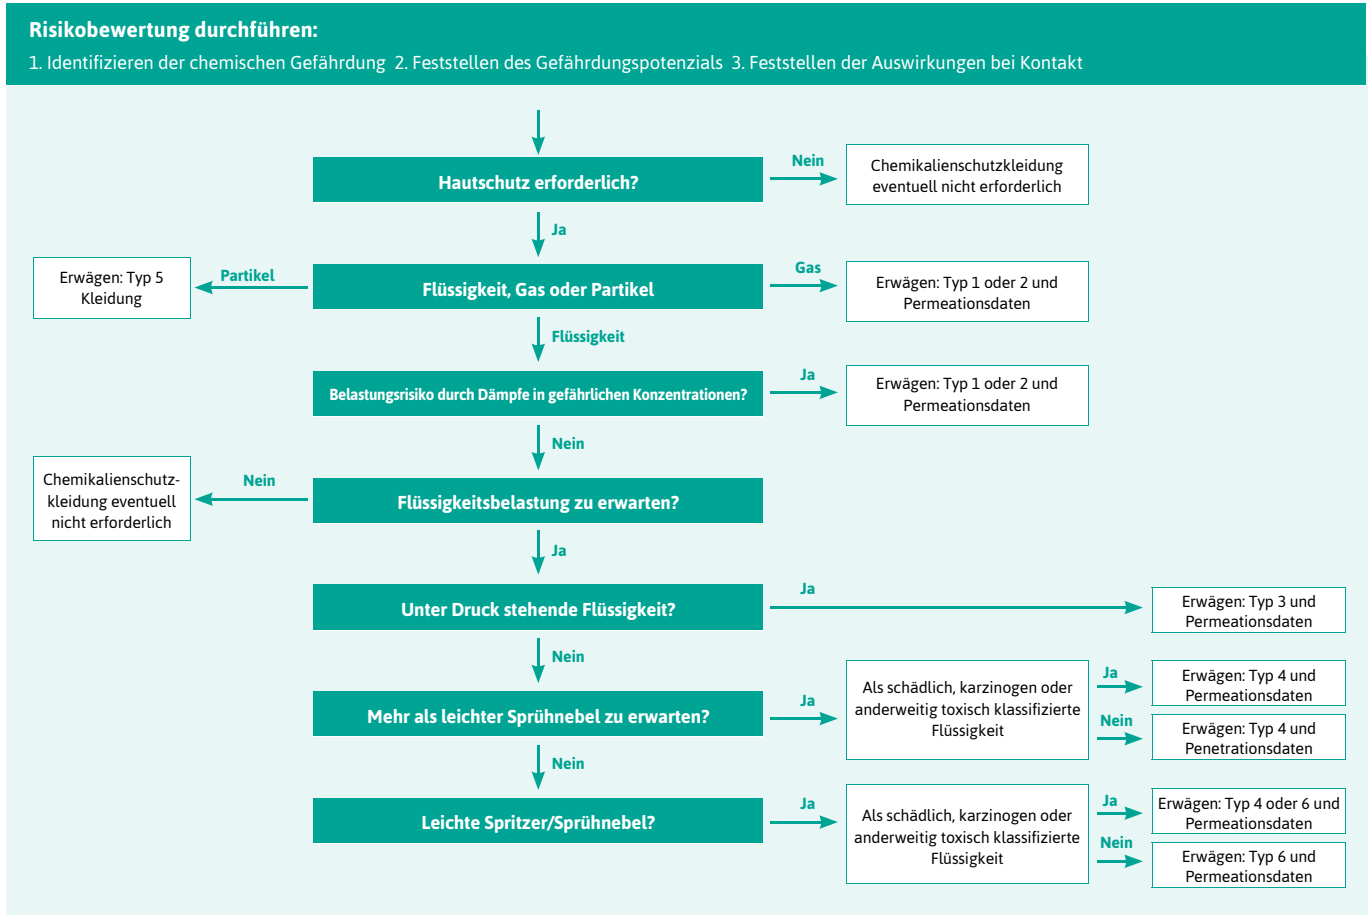 Risikobewertung durchführen:
1. Identifizieren der chemischen Gefährdung 2. Feststellen des Gefährdungspotenzials 3. Feststellen der Auswirkungen bei Kontakt
Hautschutz erforderlich?
Nein
Chemikalienschutzkleidung
eventuell nicht erforderlich
Ja
Erwägen: Typ 5
Kleidung
Partikel
Flüssigkeit, Gas oder Partikel
Gas
Erwägen: Typ 1 oder 2 und
Permeationsdaten
Flüssigkeit
Belastungsrisiko durch Dämpfe in gefährlichen Konzentrationen?
Ja
Erwägen: Typ 1 oder 2 und
Permeationsdaten
Nein
Chemikalienschutz-
kleidung eventuell
nicht erforderlich
Nein
Flüssigkeitsbelastung zu erwarten?
Ja
Unter Druck stehende Flüssigkeit?
Ja
Erwägen: Typ 3 und
Permeationsdaten
Nein
Mehr als leichter Sprühnebel zu erwarten?
Ja
Als schädlich, karzinogen oder
anderweitig toxisch klassifizierte
Flüssigkeit
Ja
Erwägen: Typ 4 und
Permeationsdaten
Nein
Erwägen: Typ 4 und
Penetrationsdaten
Nein
Leichte Spritzer/Sprühnebel?
Ja
Als schädlich, karzinogen oder
anderweitig toxisch klassifizierte
Flüssigkeit
Ja
Erwägen: Typ 4 oder 6 und
Permeationsdaten
Nein
Erwägen: Typ 6 und
Permeationsdaten